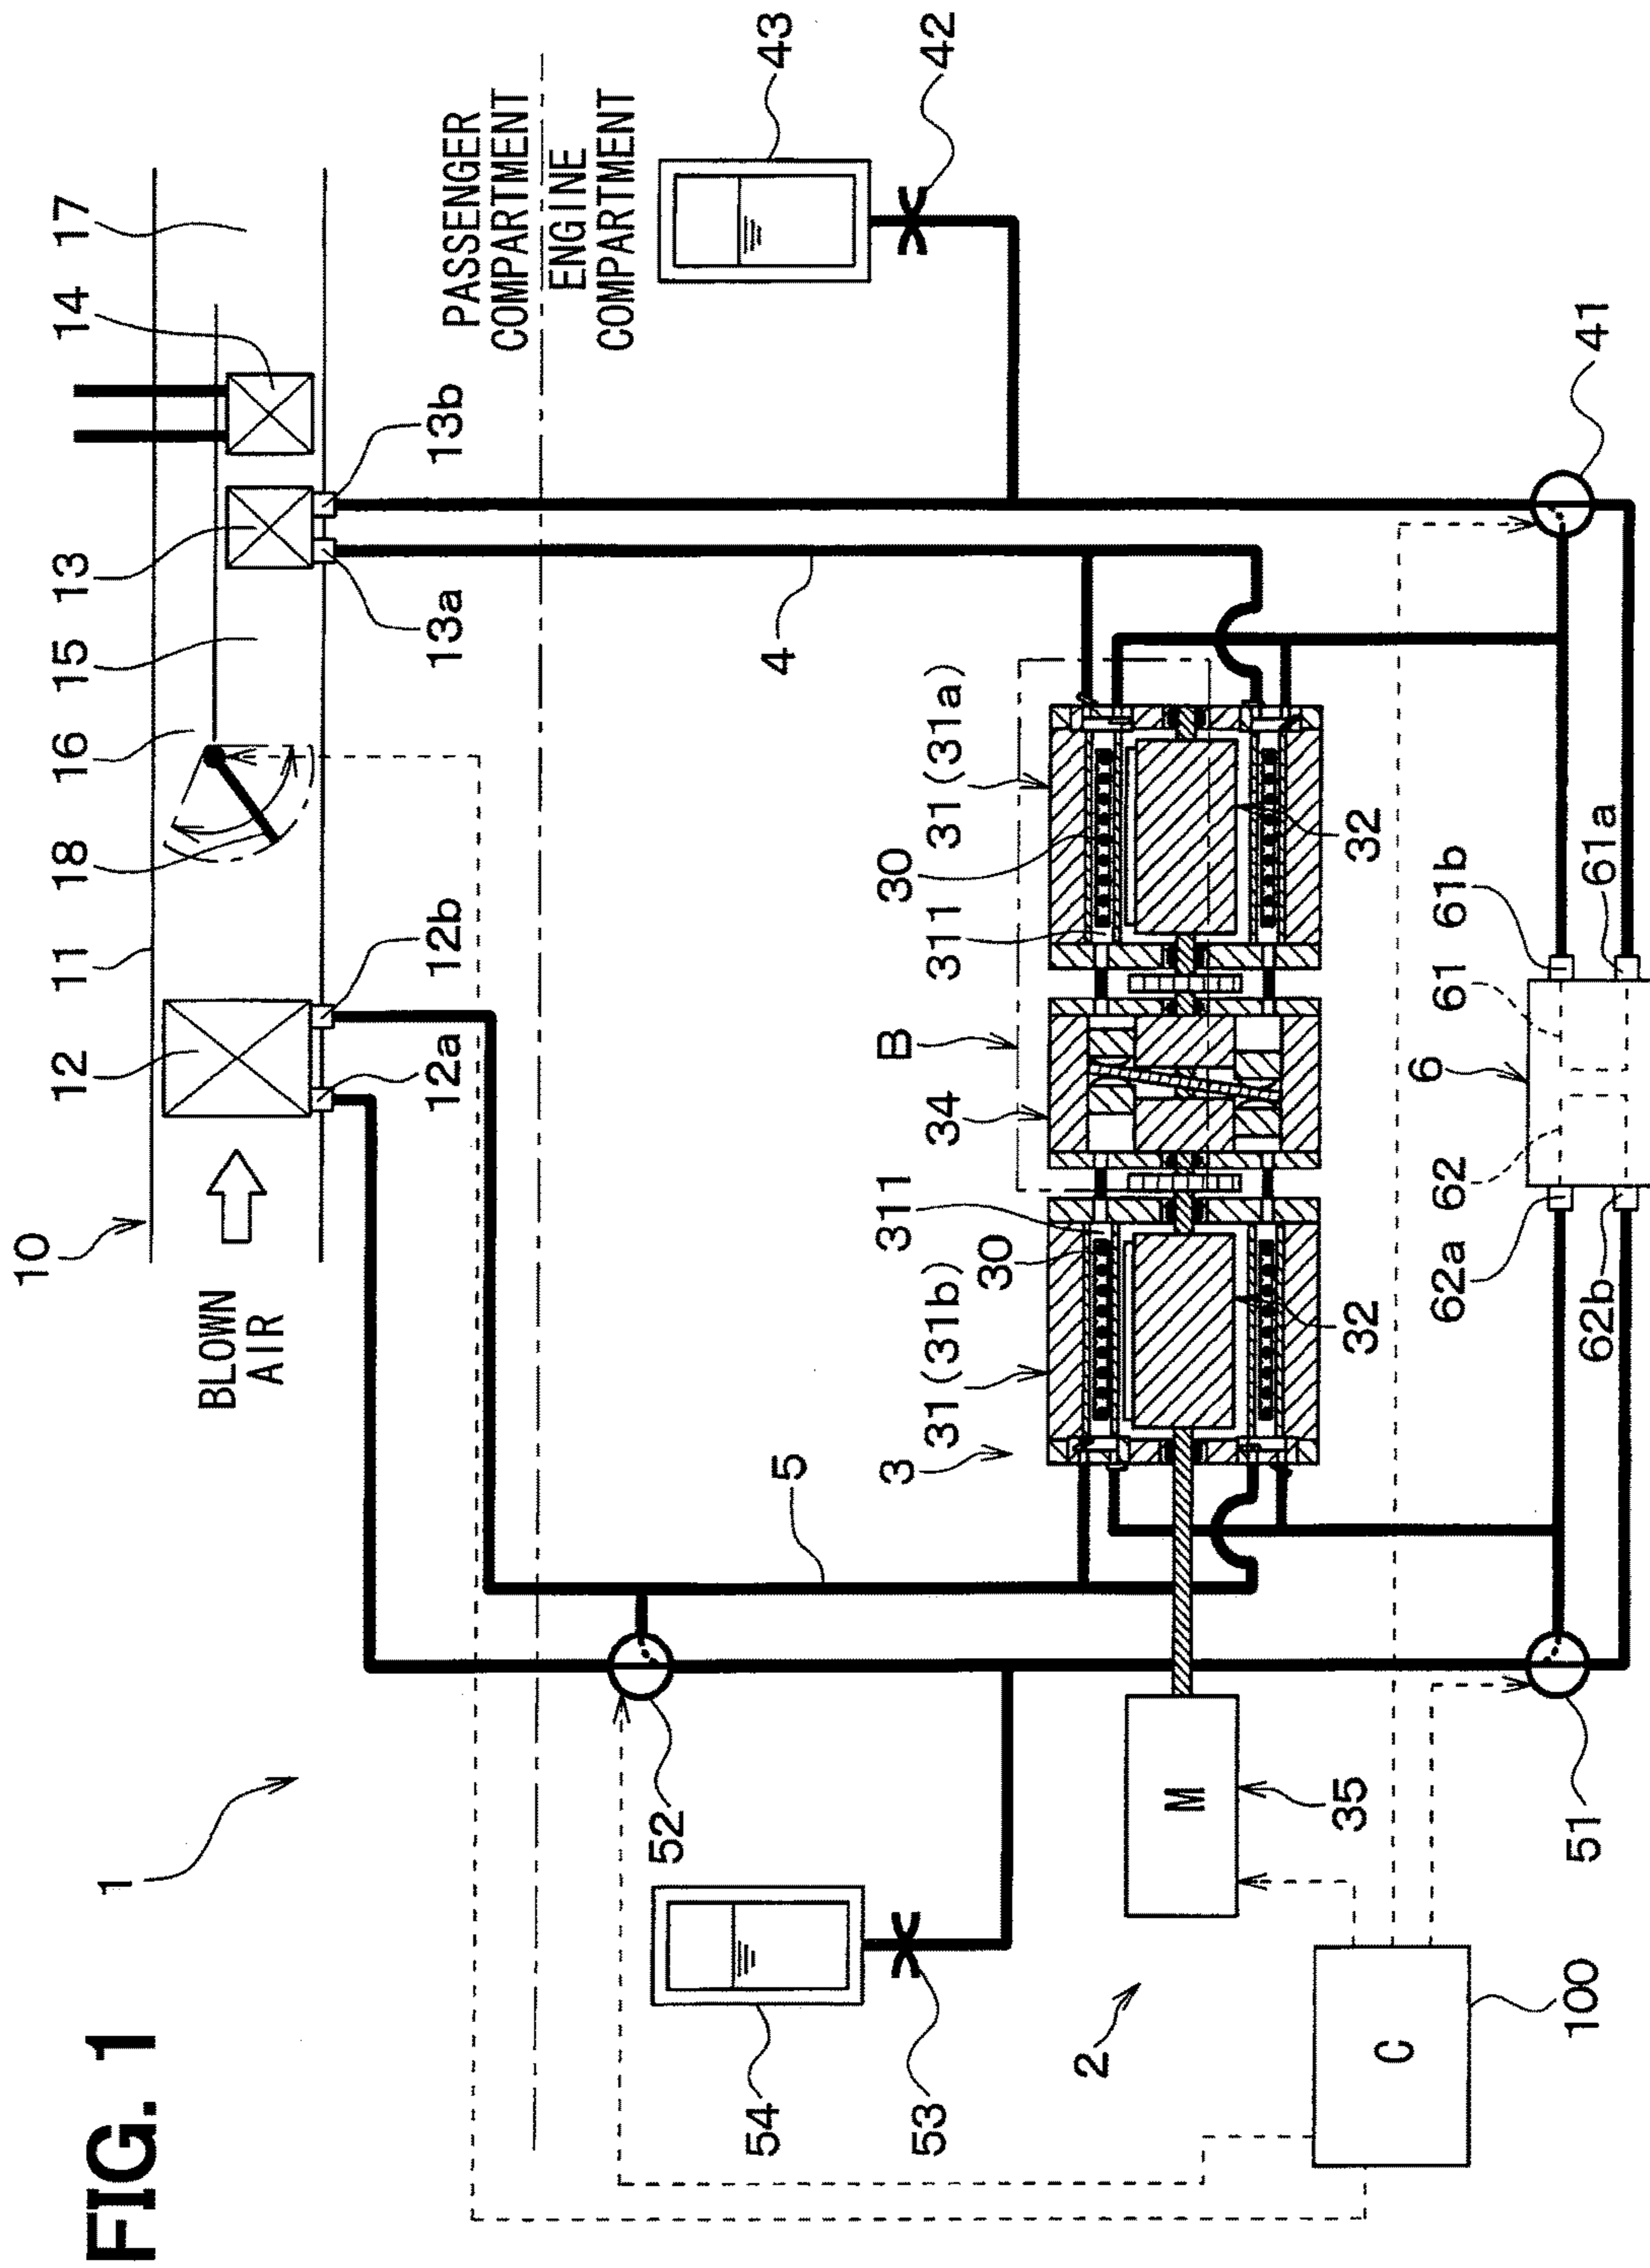 FIG. 1
1
10
BLOWN
AIR
12
12a
12b
11
18
16
15
13
13a
13b
14
17
PASSENGER
COMPARTMENT
ENGINE
COMPARTMENT
43
42
54
53
52
5
4
3
31(31b)
30
311
34
B
311
30
31(31a)
32
32
M
35
2
C
100
51
62a
62b
62
6
61
61b
61a
41